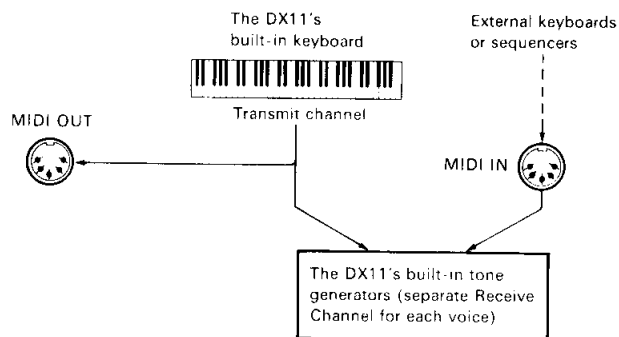 The DX11's
built-in keyboard
External keyboards
or sequencers
Transmit channel
MIDI OUT
MIDI IN
The DX11's built-in tone
generators (separate Receive
Channel for each voice)